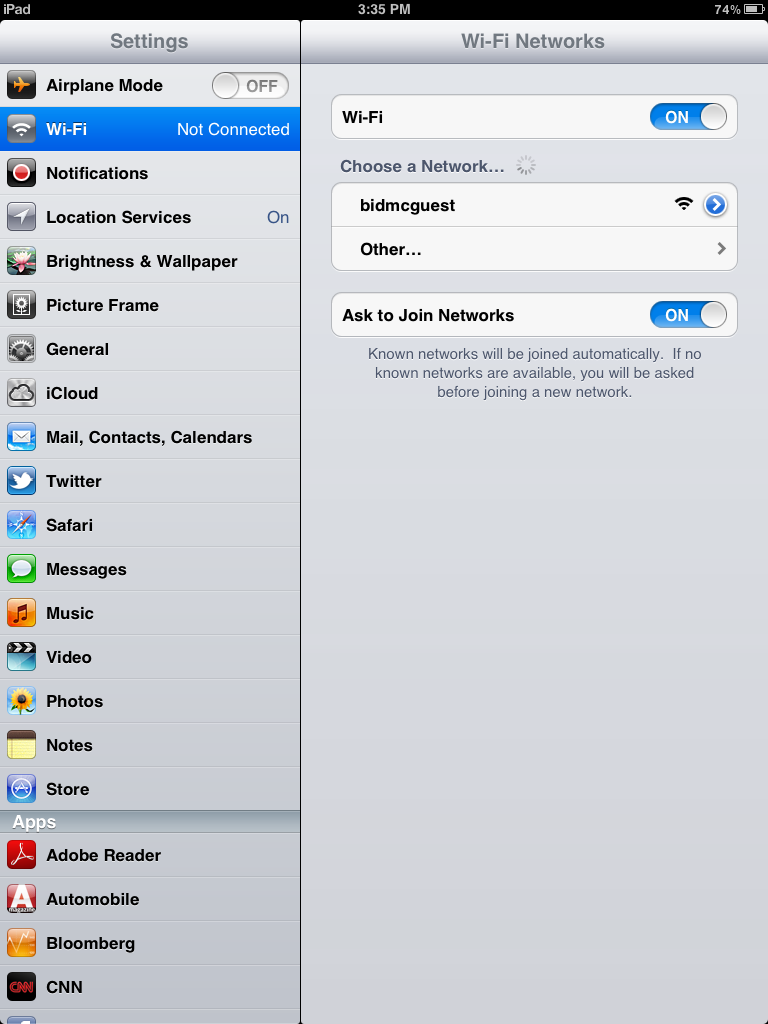 iPad 3:35 PM 74%
Settings
Airplane Mode OFF
Wi-Fi Not Connected
Notifications
Location Services On
Brightness & Wallpaper
Picture Frame
General
iCloud
Mail, Contacts, Calendars
Twitter
Safari
Messages
Music
Video
Photos
Notes
Store
Apps
Adobe Reader
A
Automobile
Bloomberg
CNN CNN
Wi-Fi Networks
Wi-Fi ON
Choose a Network...
bidmcguest
Other...
Ask to Join Networks ON
Known networks will be joined automatically. If no
known networks are available, you will be asked
before joining a new network.